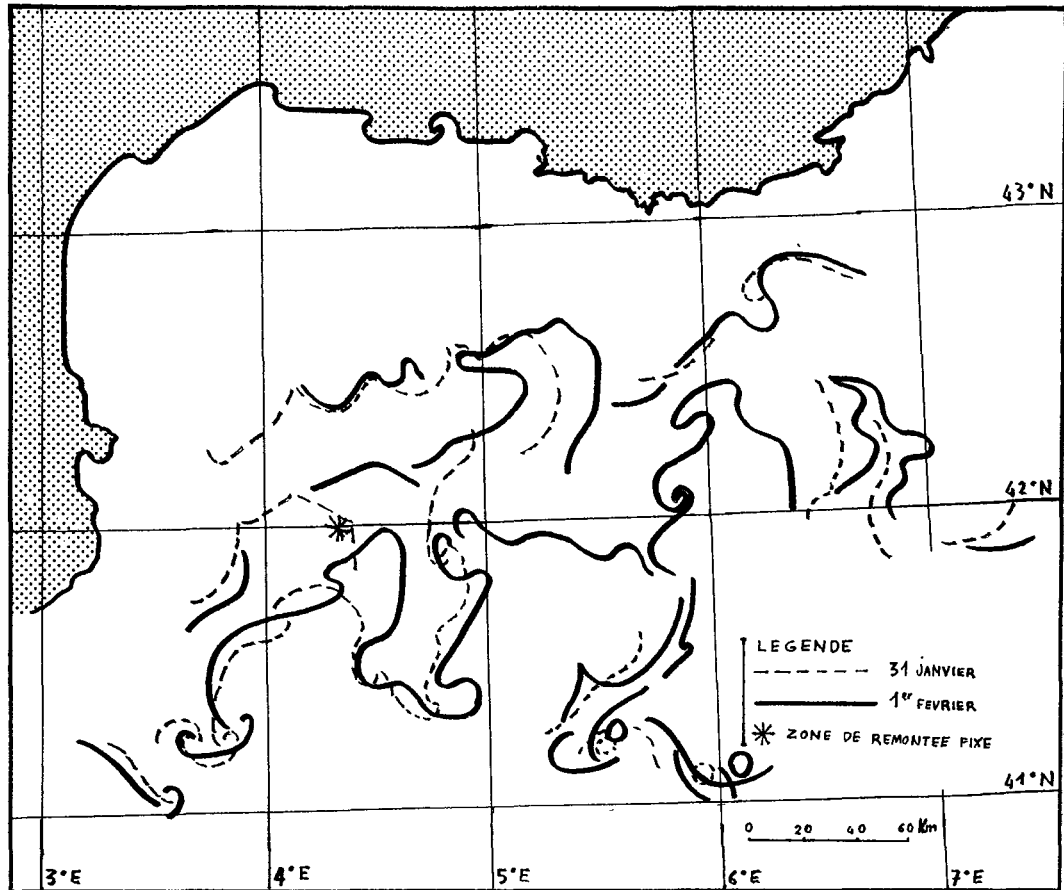 43°N
42°N
LEGENDE
31 JANVIER
1er FEVRIER
ZONE DE REMONTEE FIXE
41°N
0 20 40 60 Km
3°E 4°E 5°E 6°E 7°E